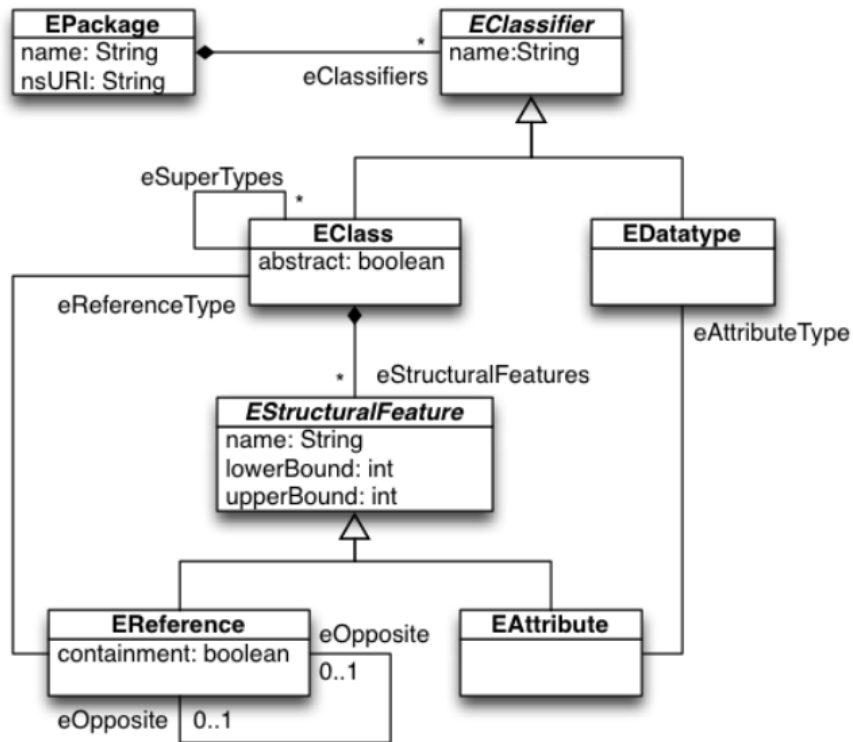 EPackage
name: String
nsURI: String
*
eClassifiers
EClassifier
name:String
eSuperTypes
*
EClass
abstract: boolean
EDatatype
eReferenceType
eAttributeType
*
eStructuralFeatures
EStructuralFeature
name: String
lowerBound: int
upperBound: int
EReference
containment: boolean
eOpposite
0..1
EAttribute
eOpposite
0..1